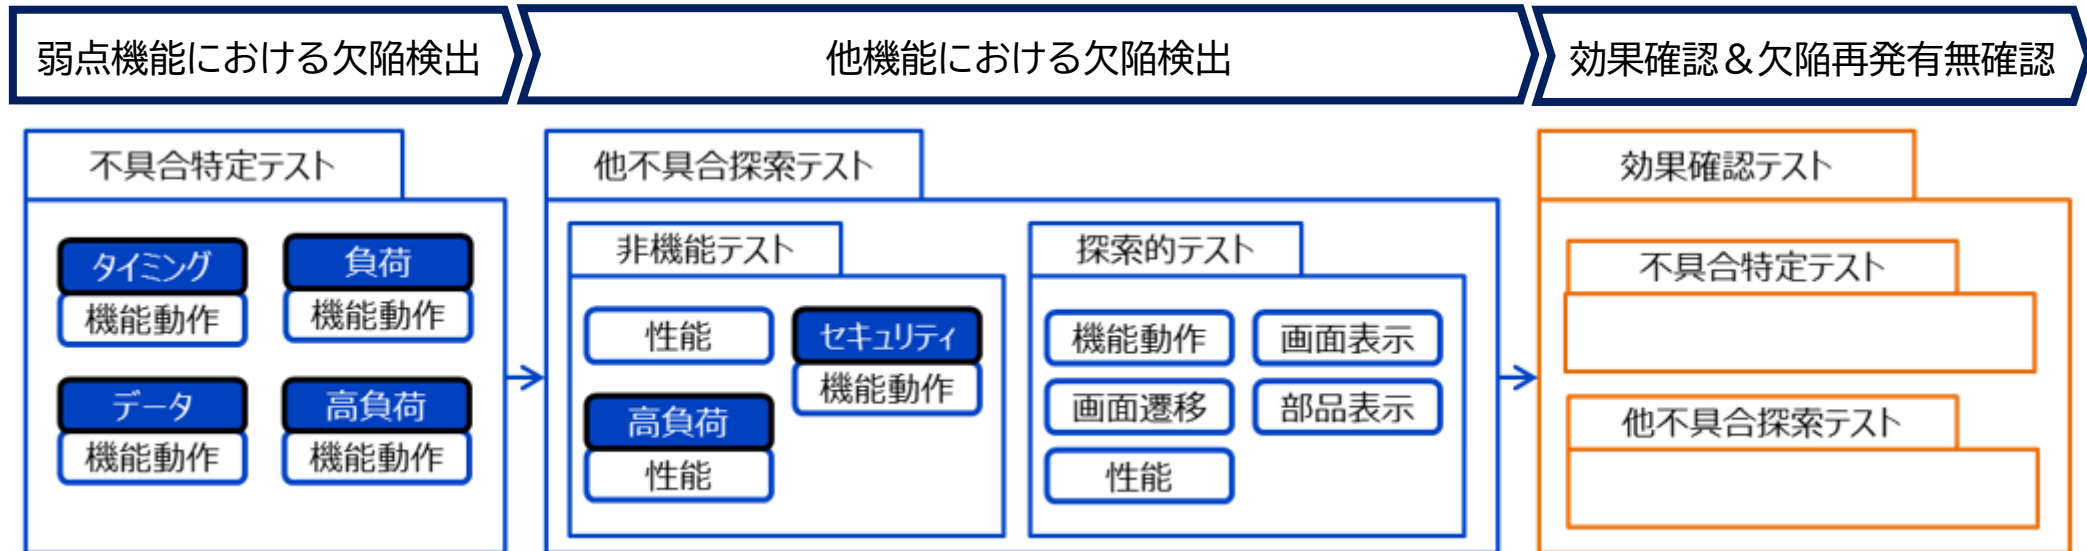 弱点機能における欠陥検出
他機能における欠陥検出
効果確認＆欠陥再発有無確認
不具合特定テスト
タイミング
機能動作
負荷
機能動作
データ
機能動作
高負荷
機能動作
他不具合探索テスト
非機能テスト
性能
セキュリティ
機能動作
高負荷
性能
探索的テスト
機能動作
画面表示
画面遷移
部品表示
性能
効果確認テスト
不具合特定テスト
他不具合探索テスト